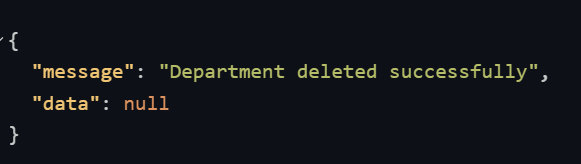 {
"message": "Department deleted successfully",
"data": null
}